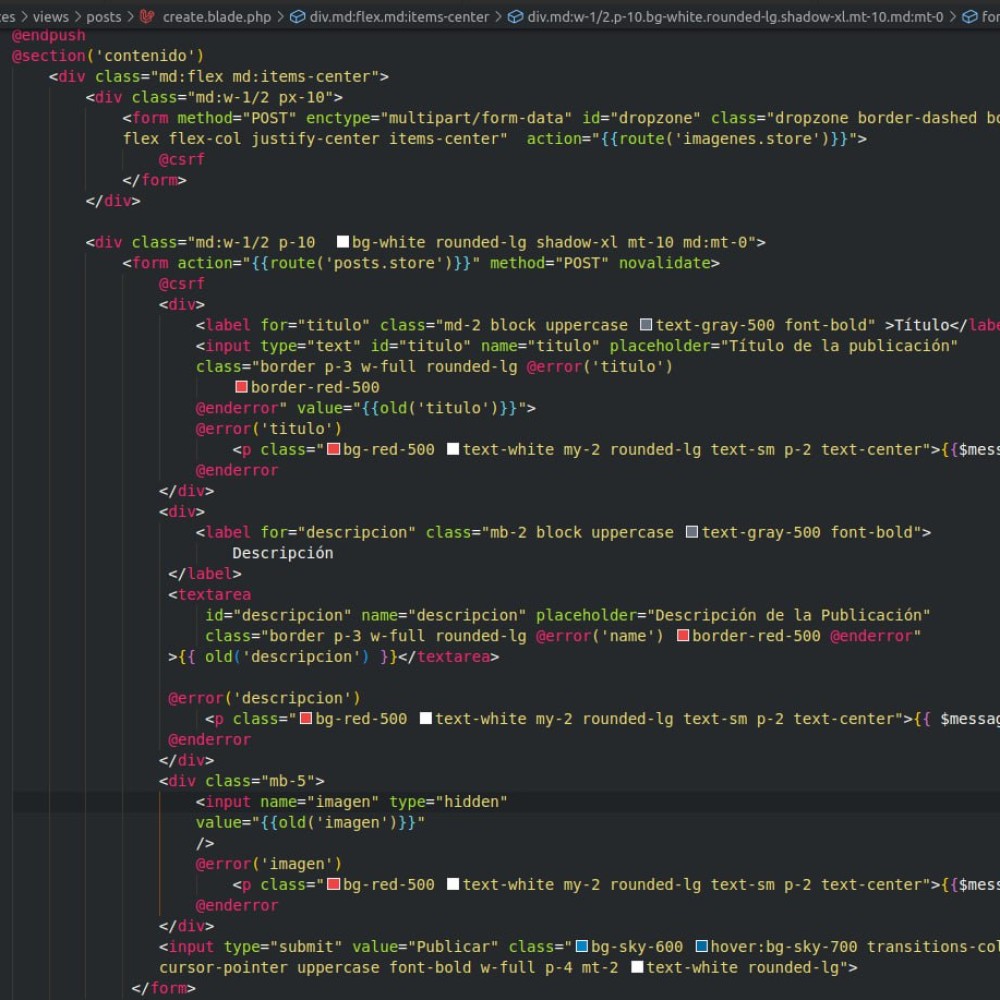 views > posts > create.blade.php > div.md:flex.md:items-center > div.md:w-1/2.p-10.bg-white.rounded-lg.shadow-xl.mt-10.md:mt-0 >
@endpush
@section('contenido')
<div class="md:flex md:items-center">
<div class="md:w-1/2 px-10">
<form method="POST" enctype="multipart/form-data" id="dropzone" class="dropzone border-dashed
flex flex-col justify-center items-center"  action="{{route('imagenes.store')}}">
@csrf
</form>
</div>
<div class="md:w-1/2 p-10  bg-white rounded-lg shadow-xl mt-10 md:mt-0">
<form action="{{route('posts.store')}}" method="POST" novalidate>
@csrf
<div>
<label for="titulo" class="md-2 block uppercase text-gray-500 font-bold" >Título</
<input type="text" id="titulo" name="titulo" placeholder="Título de la publicación"
class="border p-3 w-full rounded-lg @error('titulo')
border-red-500
@enderror" value="{{old('titulo')}}">
@error('titulo')
<p class="bg-red-500 text-white my-2 rounded-lg text-sm p-2 text-center">{{$mess
@enderror
</div>
<div>
<label for="descripcion" class="mb-2 block uppercase text-gray-500 font-bold">
Descripción
</label>
<textarea
id="descripcion" name="descripcion" placeholder="Descripción de la Publicación"
class="border p-3 w-full rounded-lg @error('name') border-red-500 @enderror"
>{{ old('descripcion') }}</textarea>
@error('descripcion')
<p class="bg-red-500 text-white my-2 rounded-lg text-sm p-2 text-center">{{ $messa
@enderror
</div>
<div class="mb-5">
<input name="imagen" type="hidden"
value="{{old('imagen')}}"
/>
@error('imagen')
<p class="bg-red-500 text-white my-2 rounded-lg text-sm p-2 text-center">{{$mess
@enderror
</div>
<input type="submit" value="Publicar" class="bg-sky-600 hover:bg-sky-700 transitions-col
cursor-pointer uppercase font-bold w-full p-4 mt-2 text-white rounded-lg">
</form>